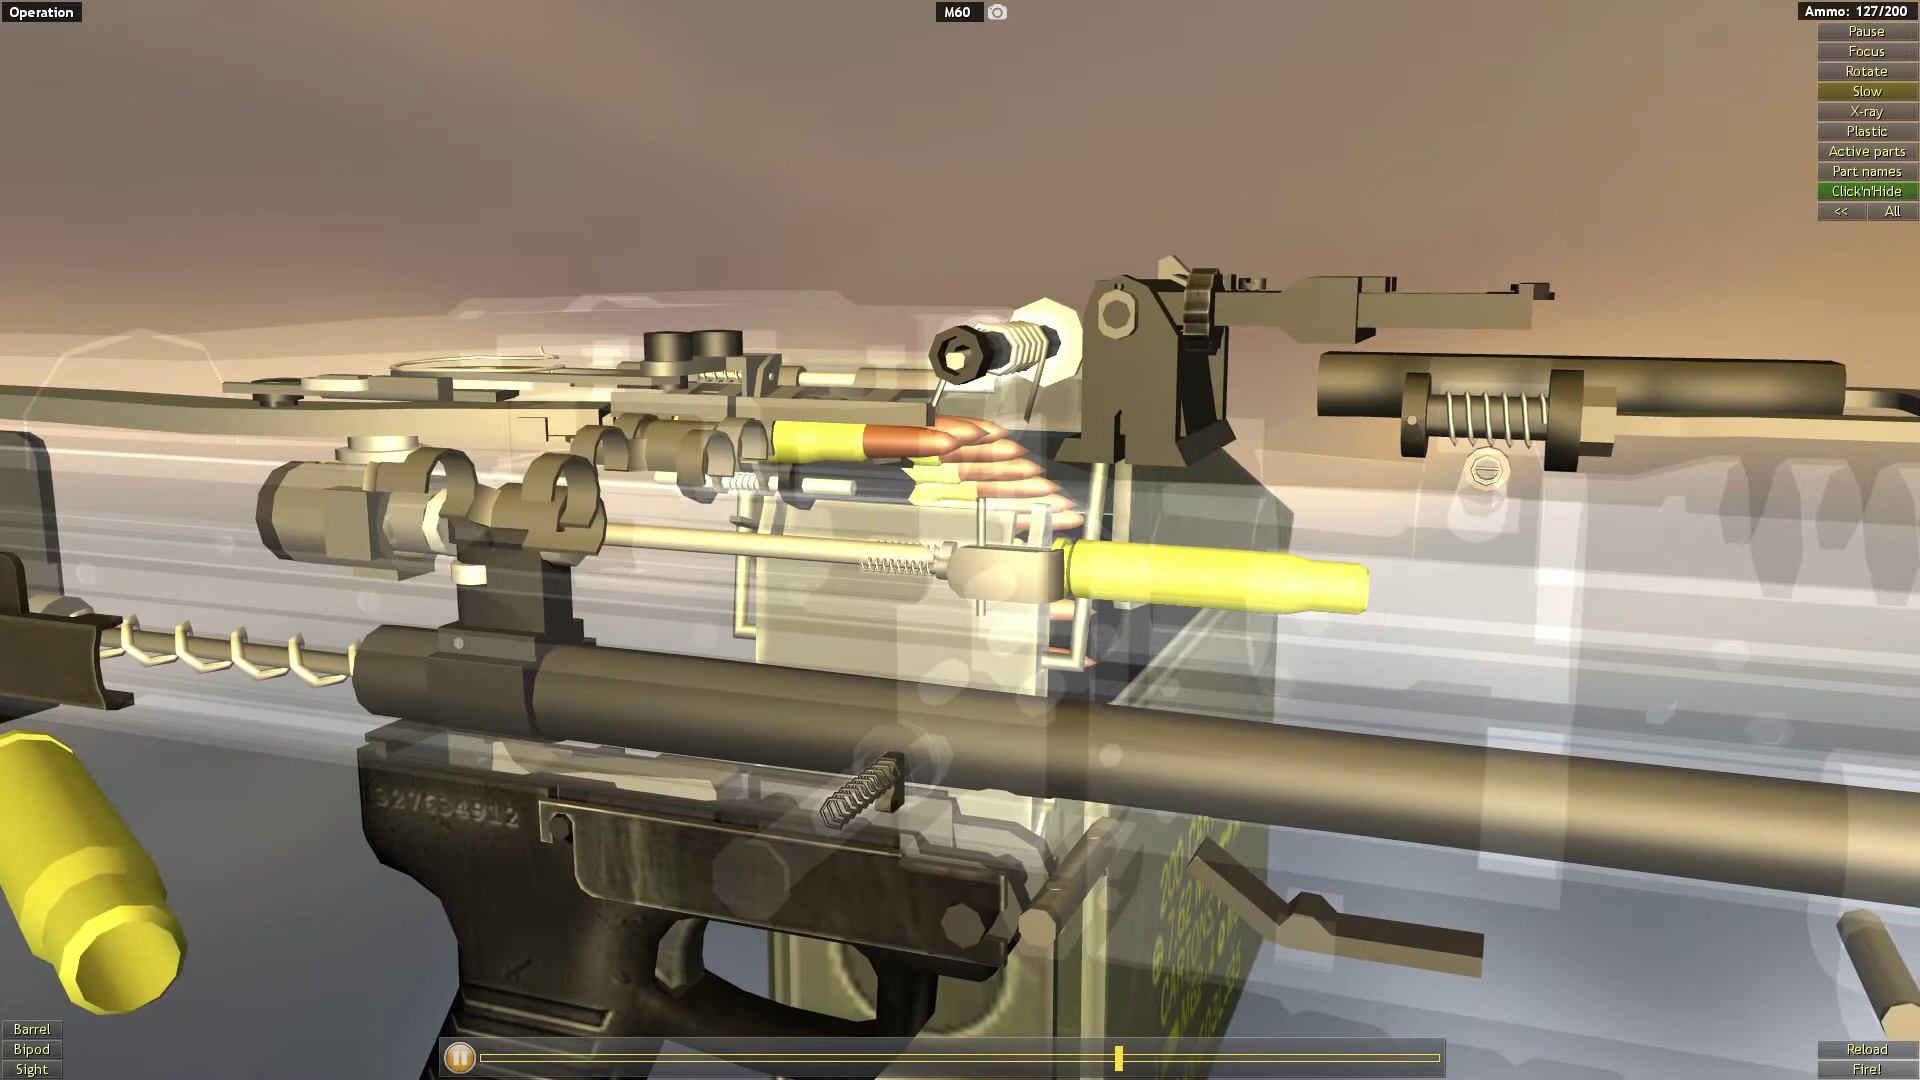 Operation
M60
Ammo: 127/200
Pause
Focus
Rotate
Slow
X-ray
Plastic
Active parts
Part names
Click'n'Hide
<< All
327634912
Barrel
Bipod
Sight
Reload
Fire!